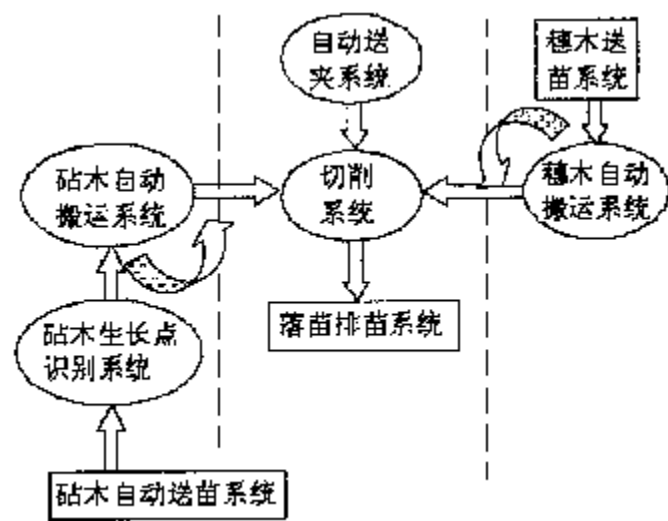 自动送
夹系统
穗木送
苗系统
砧木自动
搬运系统
切削
系统
穗木自动
搬运系统
砧木生长点
识别系统
落苗排苗系统
砧木自动送苗系统